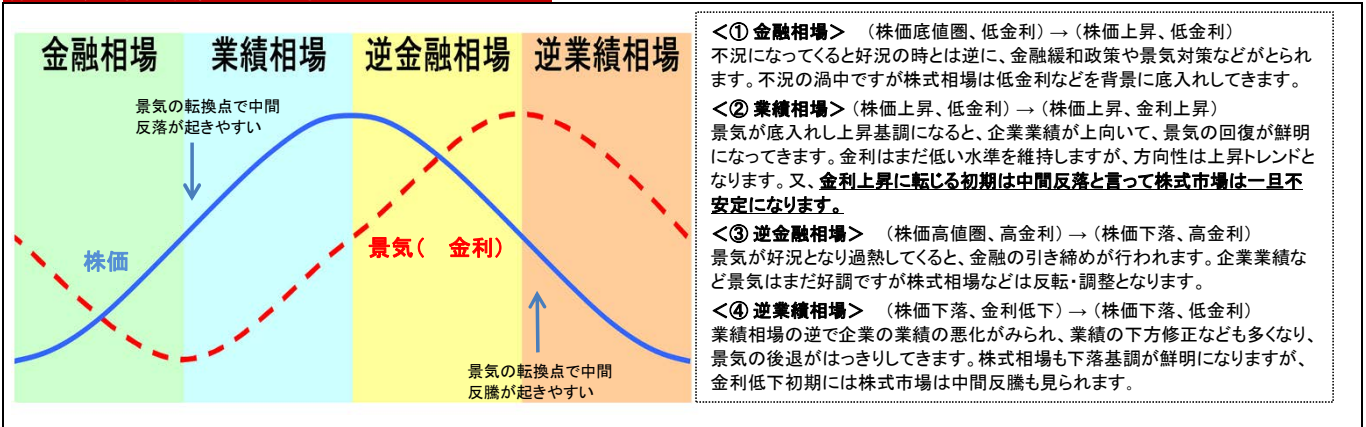 金融相場
業績相場
逆金融相場
逆業績相場
景気の転換点で中間
反落が起きやすい
株価
景気( 金利)
景気の転換点で中間
反騰が起きやすい
＜① 金融相場＞ (株価底値圏、低金利) → (株価上昇、低金利)
不況になってくると好況の時とは逆に、金融緩和政策や景気対策などがとられ
ます。不況の渦中ですが株式相場は低金利などを背景に底入れしてきます。
＜② 業績相場＞ (株価上昇、低金利) → (株価上昇、金利上昇)
景気が底入れし上昇基調になると、企業業績が上向いて、景気の回復が鮮明
になってきます。金利はまだ低い水準を維持しますが、方向性は上昇トレンドと
なります。又、金利上昇に転じる初期は中間反落と言って株式市場は一旦不
安定になります。
＜③ 逆金融相場＞ (株価高値圏、高金利) → (株価下落、高金利)
景気が好況となり過熱してくると、金融の引き締めが行われます。企業業績な
ど景気はまだ好調ですが株式相場などは反転・調整となります。
＜④ 逆業績相場＞ (株価下落、金利低下) → (株価下落、低金利)
業績相場の逆で企業の業績の悪化がみられ、業績の下方修正なども多くなり、
景気の後退がはっきりしてきます。株式相場も下落基調が鮮明になりますが、
金利低下初期には株式市場は中間反騰も見られます。